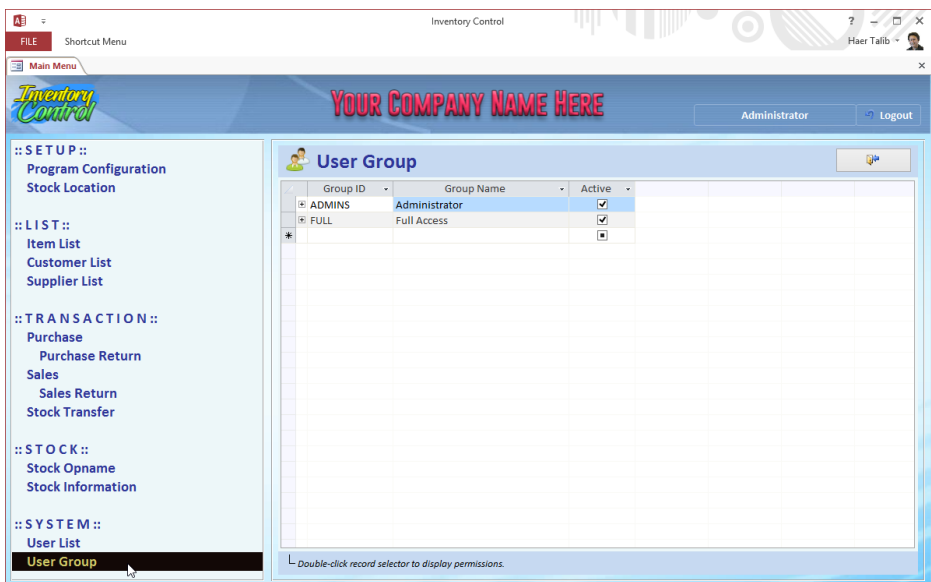 Inventory Control
?
FILE
Shortcut Menu
Haer Talib
Main Menu
Inventory
Control
YOUR COMPANY NAME HERE
Administrator
Logout
:: S E T U P ::
Program Configuration
Stock Location
:: L I S T ::
Item List
Customer List
Supplier List
:: T R A N S A C T I O N ::
Purchase
Purchase Return
Sales
Sales Return
Stock Transfer
:: S T O C K ::
Stock Opname
Stock Information
:: S Y S T E M ::
User List
User Group
User Group
Group ID Group Name Active
ADMINS Administrator
FULL Full Access
Double-click record selector to display permissions.